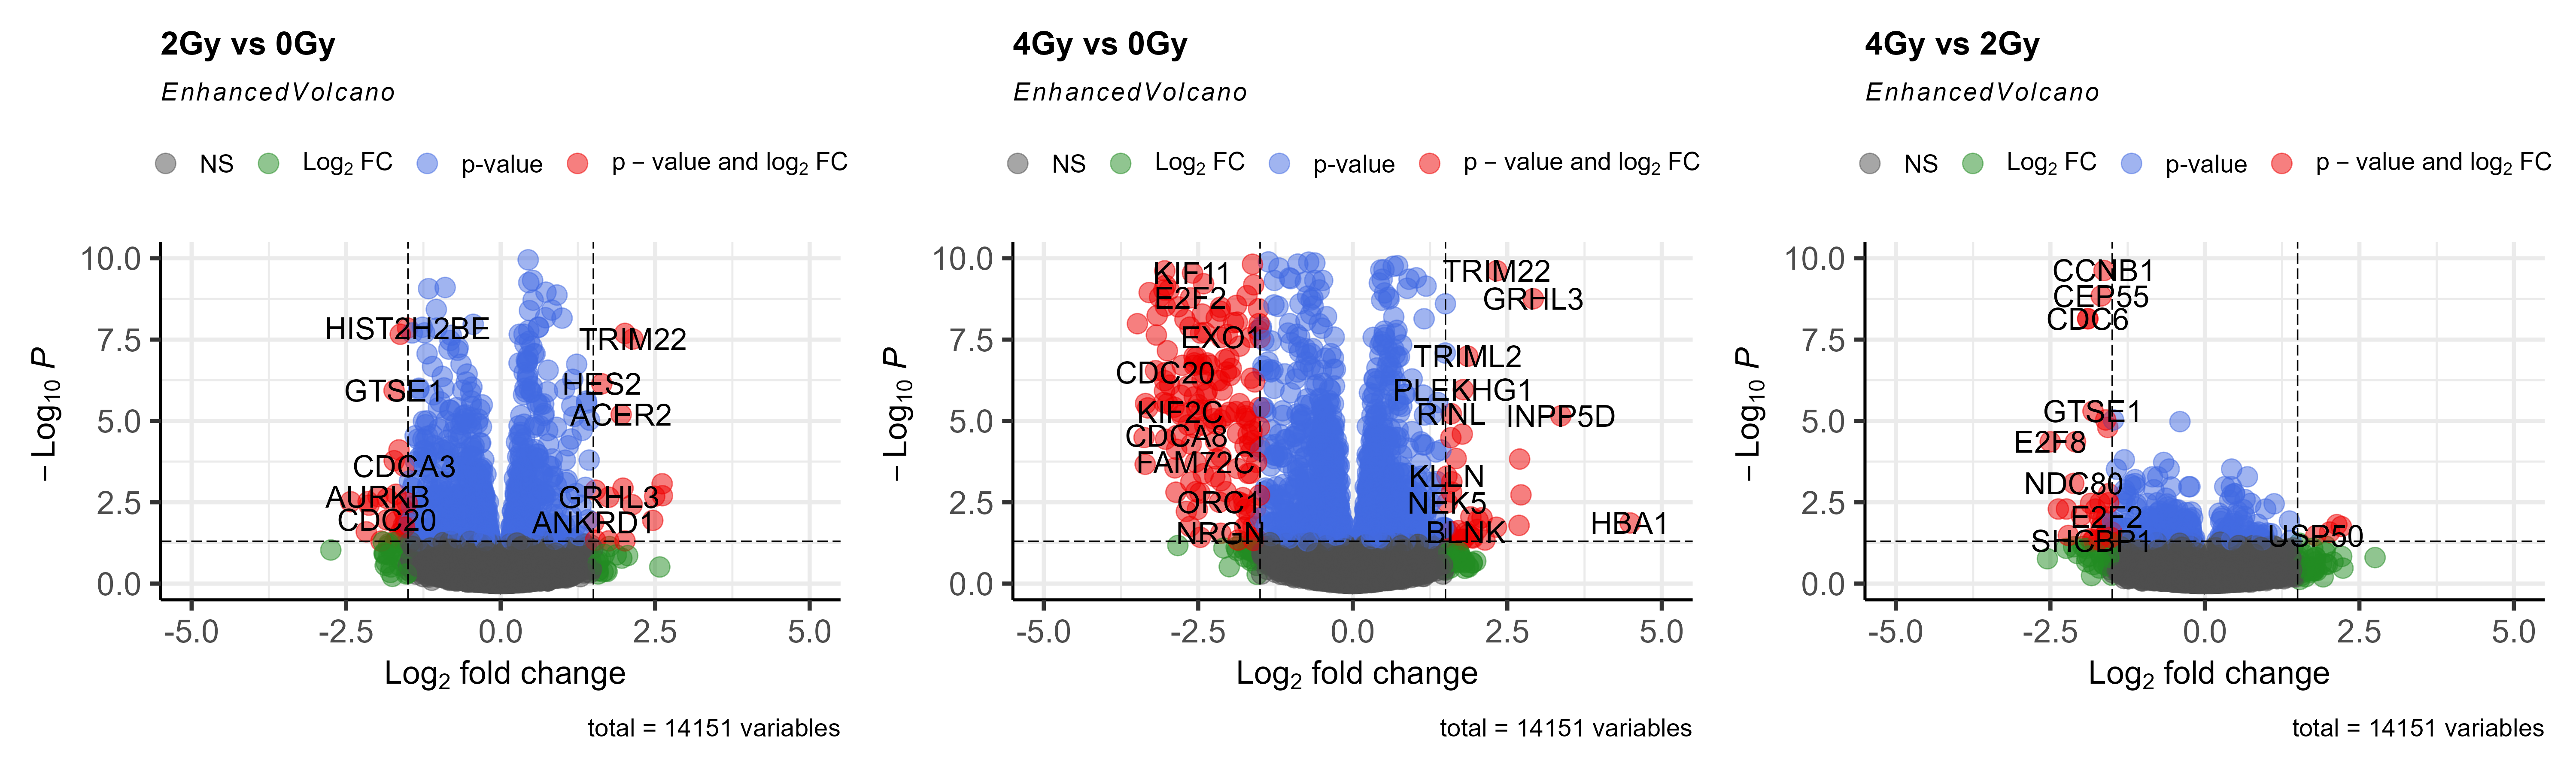 2Gy vs 0Gy
EnhancedVolcano
NS Log2 FC p-value p − value and log2 FC
10.0
7.5
5.0
2.5
0.0
− Log10 P
HIST2H2BE
TRIM22
GTSE1
HES2
ACER2
CDCA3
AURKB
GRHL3
CDC20
ANKRD1
-5.0 -2.5 0.0 2.5 5.0
Log2 fold change
total = 14151 variables
4Gy vs 0Gy
EnhancedVolcano
NS Log2 FC p-value p − value and log2 FC
10.0
7.5
5.0
2.5
0.0
− Log10 P
KIF11
TRIM22
E2F2
GRHL3
EXO1
TRIML2
CDC20
PLEKHG1
KIF2C
RINL
INPP5D
CDCA8
FAM72C
KLLN
ORC1
NEK5
NRGN
BLNK
HBA1
-5.0 -2.5 0.0 2.5 5.0
Log2 fold change
total = 14151 variables
4Gy vs 2Gy
EnhancedVolcano
NS Log2 FC p-value p − value and log2 FC
10.0
7.5
5.0
2.5
0.0
− Log10 P
CCNB1
CEP55
CDC6
GTSE1
E2F8
NDC80
E2F2
SHCBP1
USP50
-5.0 -2.5 0.0 2.5 5.0
Log2 fold change
total = 14151 variables